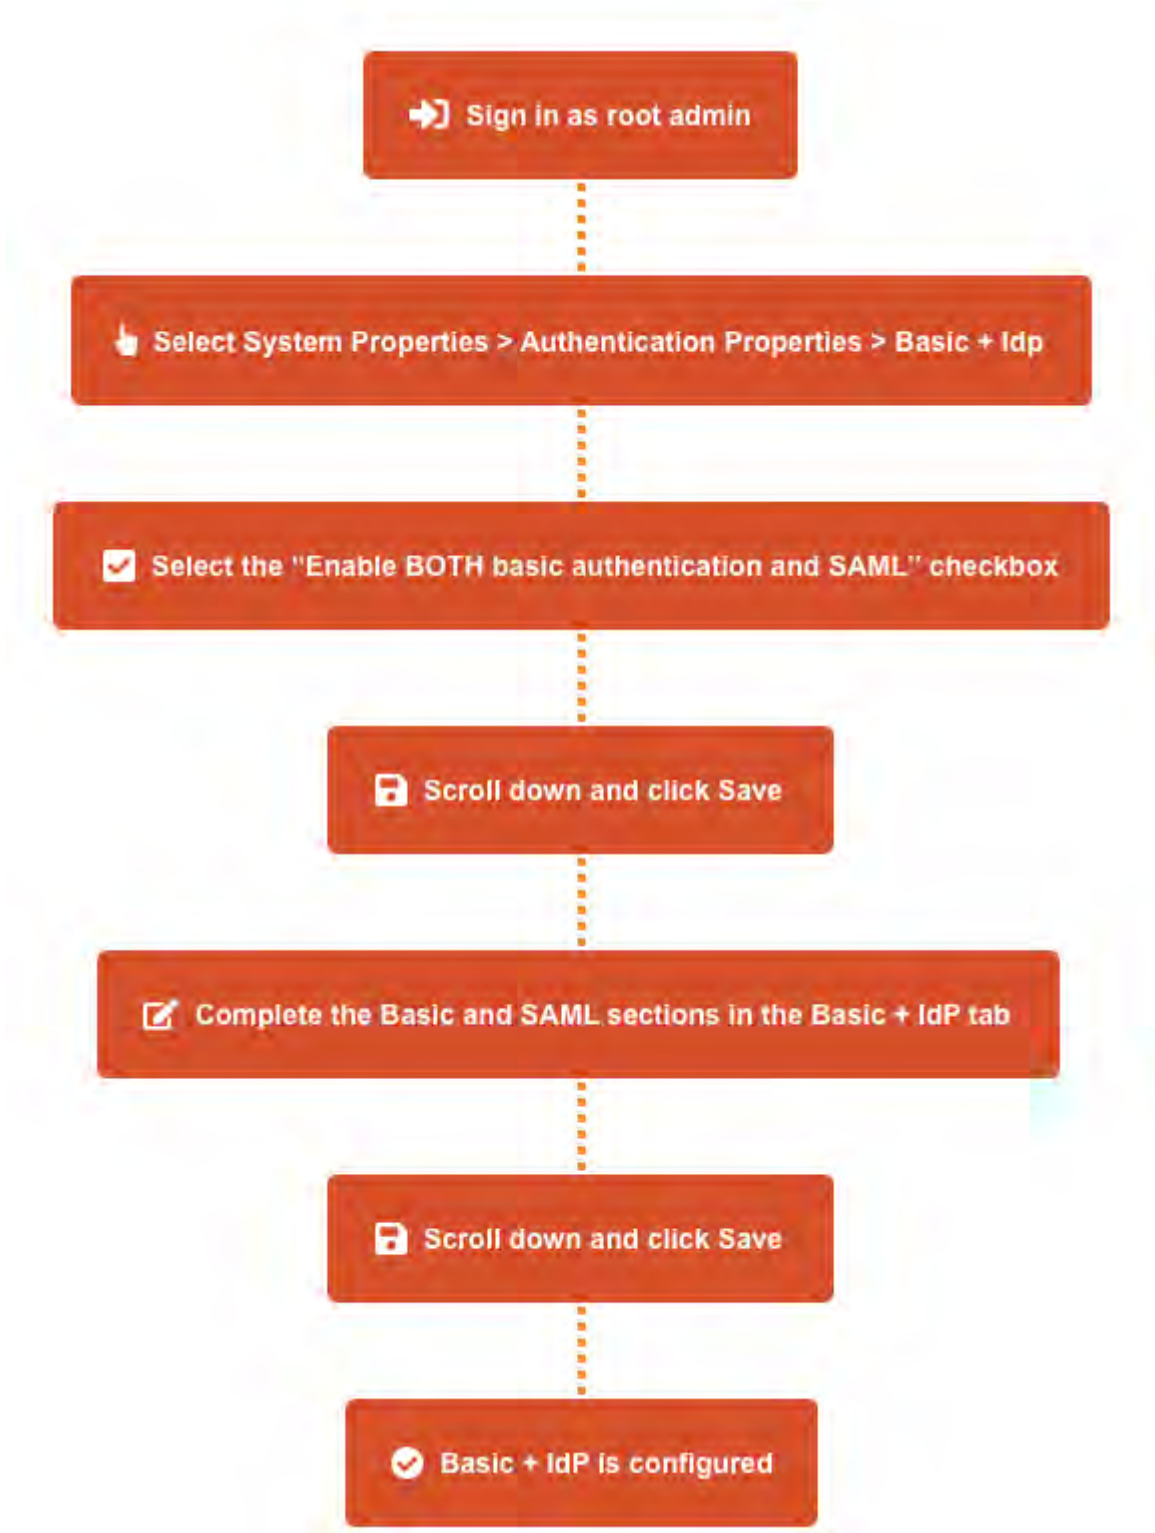 Sign in as root admin
Select System Properties > Authentication Properties > Basic + Idp
Select the "Enable BOTH basic authentication and SAML" checkbox
Scroll down and click Save
Complete the Basic and SAML sections in the Basic + IdP tab
Scroll down and click Save
Basic + IdP is configured